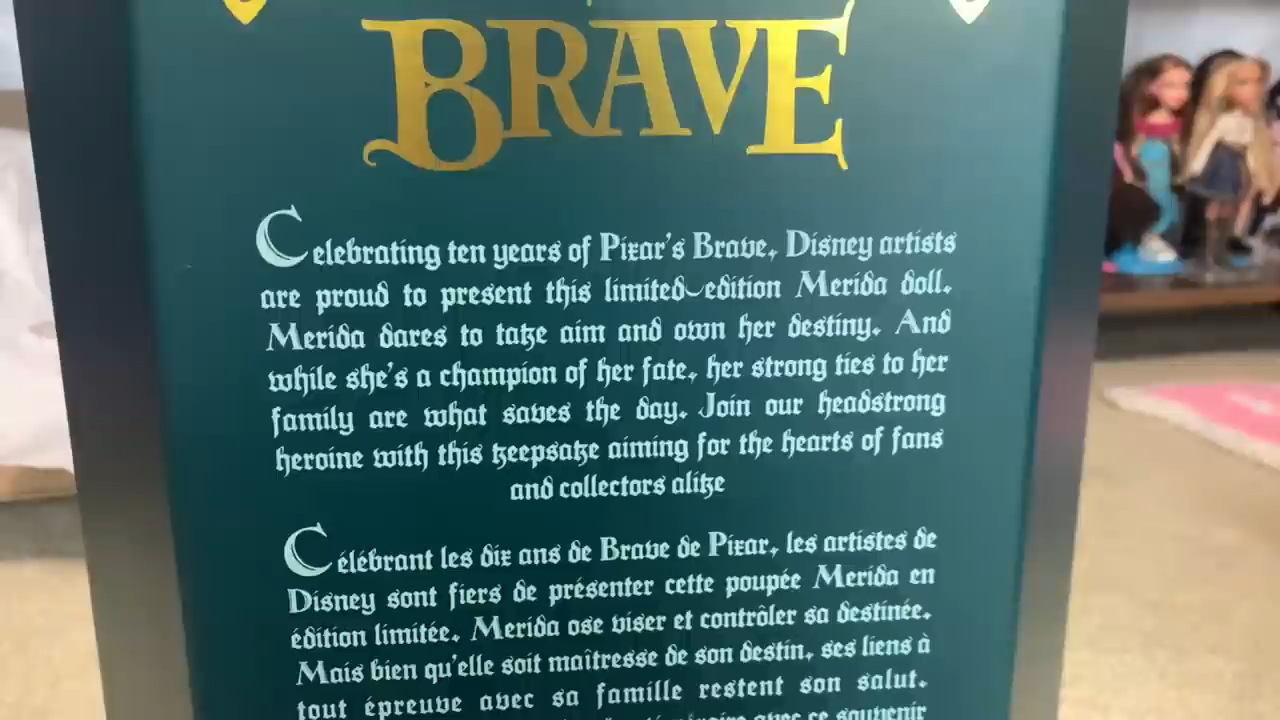 BRAVE
Celebrating ten years of Pixar's Brave, Disney artists
are proud to present this limited-edition Merida doll.
Merida dares to take aim and own her destiny. And
while she's a champion of her fate, her strong ties to her
family are what saves the day. Join our headstrong
heroine with this keepsake aiming for the hearts of fans
and collectors alike
Célébrant les dix ans de Brave de Pixar, les artistes de
Disney sont fiers de présenter cette poupée Merida en
édition limitée. Merida ose viser et contrôler sa destinée.
Mais bien qu'elle soit maîtresse de son destin, ses liens à
tout épreuve avec sa famille restent son salut.
avec ce souvenir